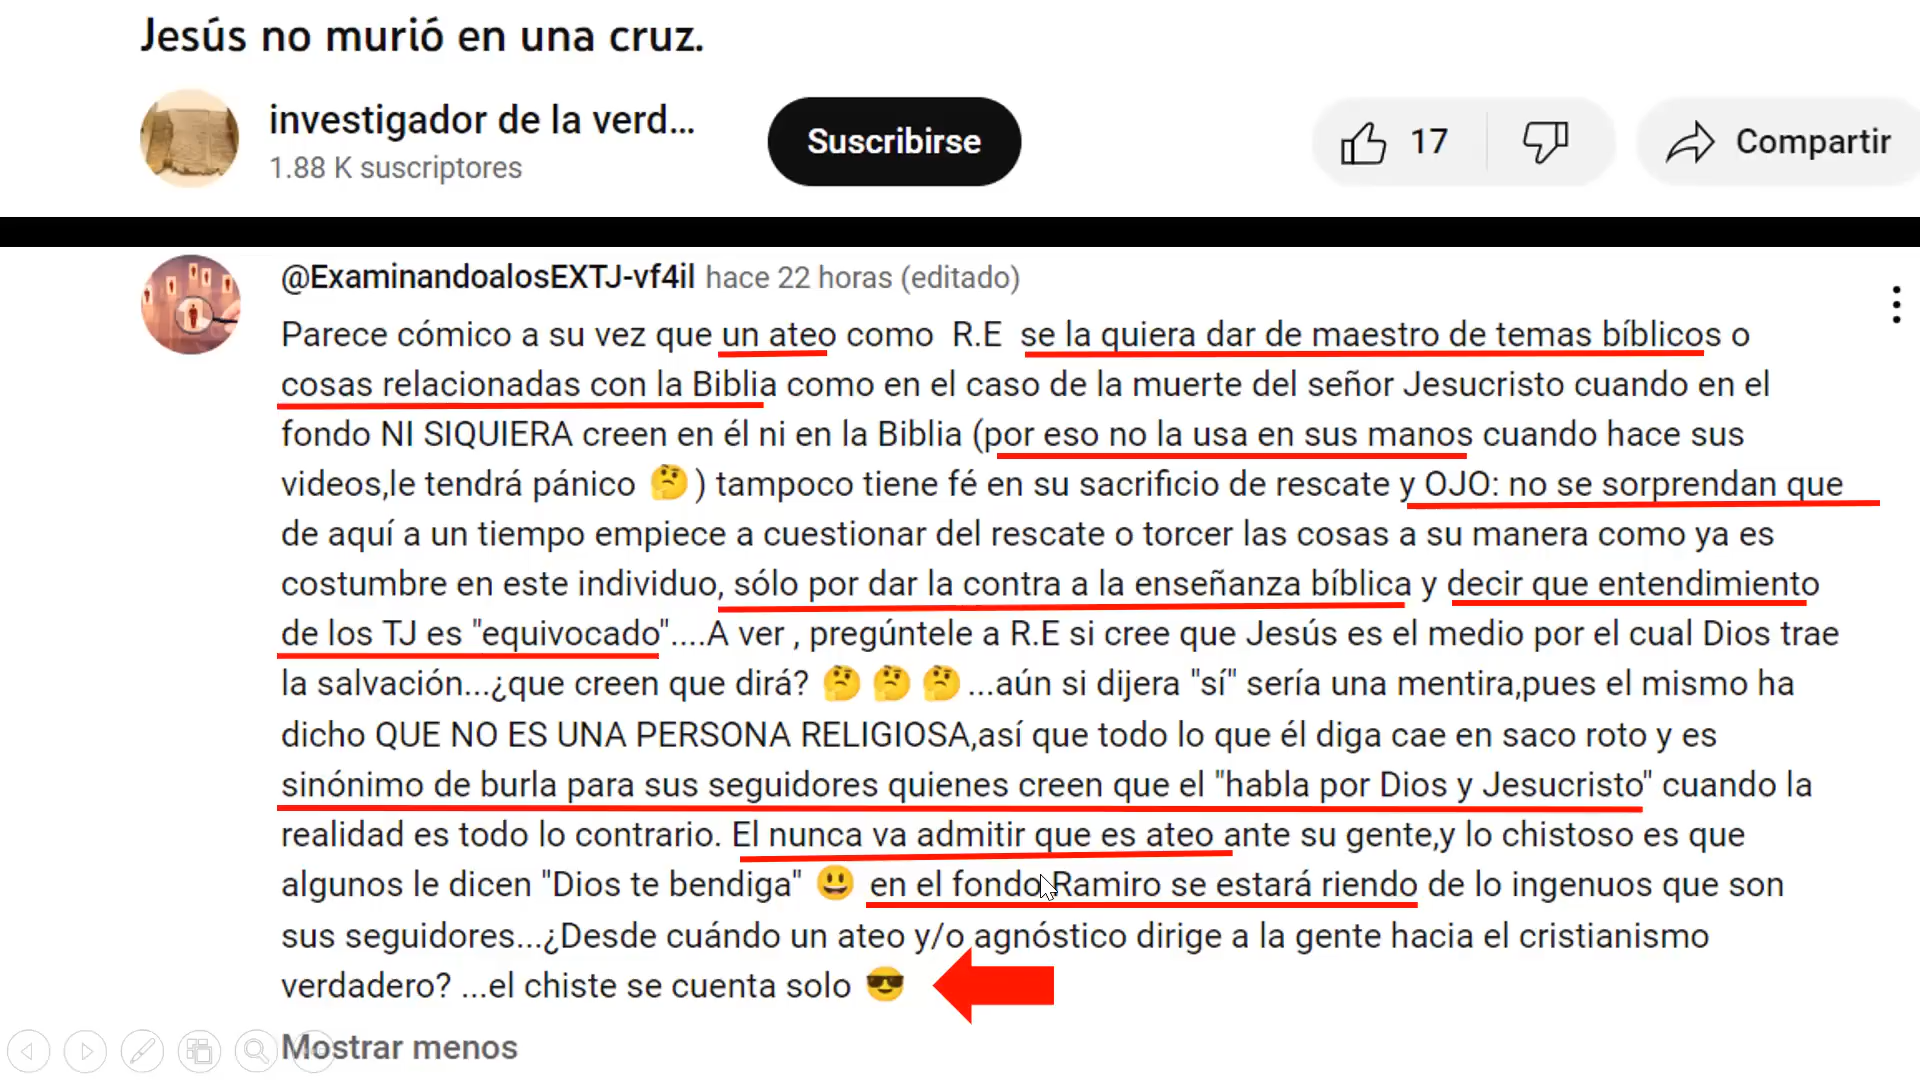 Jesús no murió en una cruz.
investigador de la verd...
1.88 K suscriptores
Suscribirse
17
Compartir
@ExaminandoalosEXTJ-vf4il hace 22 horas (editado)
Parece cómico a su vez que un ateo como R.E se la quiera dar de maestro de temas bíblicos o
cosas relacionadas con la Biblia como en el caso de la muerte del señor Jesucristo cuando en el
fondo NI SIQUIERA creen en él ni en la Biblia (por eso no la usa en sus manos cuando hace sus
videos,le tendrá pánico 🤔) tampoco tiene fé en su sacrificio de rescate y OJO: no se sorprendan que
de aquí a un tiempo empiece a cuestionar del rescate o torcer las cosas a su manera como ya es
costumbre en este individuo, sólo por dar la contra a la enseñanza bíblica y decir que entendimiento
de los TJ es "equivocado"....A ver , pregúntele a R.E si cree que Jesús es el medio por el cual Dios trae
la salvación...¿que creen que dirá? 🤔🤔🤔...aún si dijera "sí" sería una mentira,pues el mismo ha
dicho QUE NO ES UNA PERSONA RELIGIOSA,así que todo lo que él diga cae en saco roto y es
sinónimo de burla para sus seguidores quienes creen que el "habla por Dios y Jesucristo" cuando la
realidad es todo lo contrario. El nunca va admitir que es ateo ante su gente,y lo chistoso es que
algunos le dicen "Dios te bendiga" 😃 en el fondo Ramiro se estará riendo de lo ingenuos que son
sus seguidores...¿Desde cuándo un ateo y/o agnóstico dirige a la gente hacia el cristianismo
verdadero? ...el chiste se cuenta solo 😎
Mostrar menos